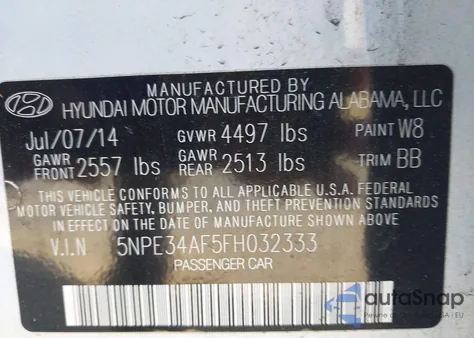 MANUFACTURED BY
HYUNDAI MOTOR MANUFACTURING ALABAMA, LLC
Jul/07/14 GVWR 4497 lbs PAINT W8
GAWR FRONT 2557 lbs GAWR REAR 2513 lbs TRIM BB
THIS VEHICLE CONFORMS TO ALL APPLICABLE U.S.A. FEDERAL
MOTOR VEHICLE SAFETY, BUMPER, AND THEFT PREVENTION STANDARDS
IN EFFECT ON THE DATE OF MANUFACTURE SHOWN ABOVE.
V.I.N 5NPE34AF5FH032333
PASSENGER CAR
autoSnap